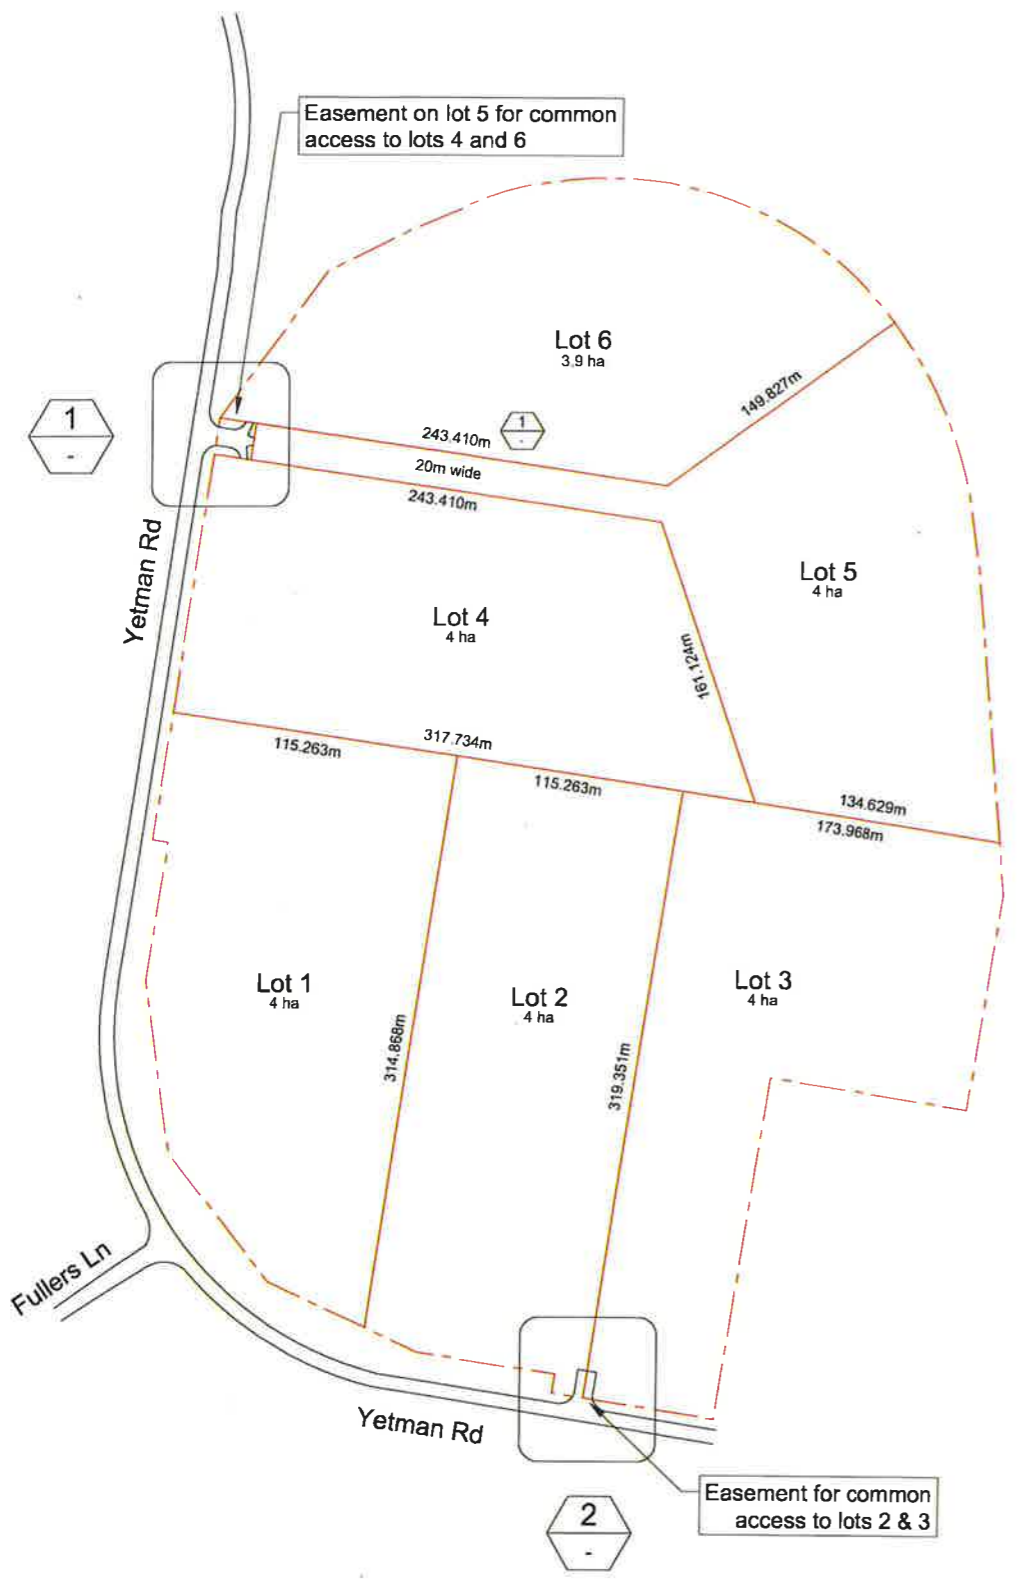 Easement on lot 5 for common
access to lots 4 and 6
Lot 6
3.9 ha
149.827m
1
-
1
-
243.410m
20m wide
243.410m
Yetman Rd
Lot 5
4 ha
Lot 4
4 ha
161.124m
317.734m
115.263m
115.263m
134.629m
173.968m
Lot 1
4 ha
Lot 2
4 ha
Lot 3
4 ha
314.868m
319.351m
Fullers Ln
Yetman Rd
Easement for common
access to lots 2 & 3
2
-